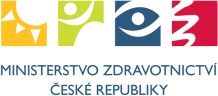 MINISTERSTVO ZDRAVOTNICTVÍ
ČESKÉ REPUBLIKY